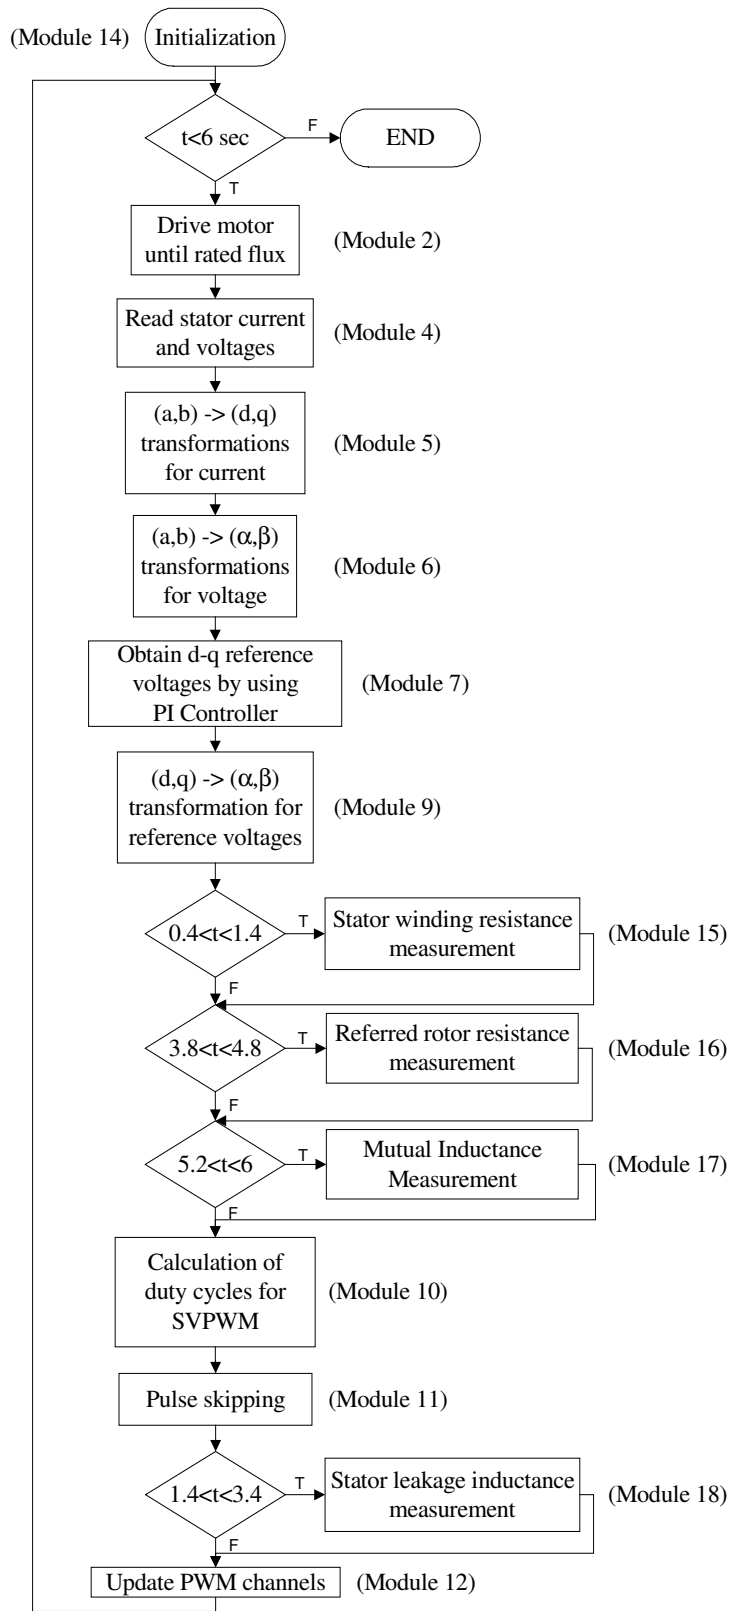 (Module 14) Initialization
t<6 sec
F
END
T
Drive motor
until rated flux
(Module 2)
Read stator current
and voltages
(Module 4)
(a,b) -> (d,q)
transformations
for current
(Module 5)
(a,b) -> (α,β)
transformations
for voltage
(Module 6)
Obtain d-q reference
voltages by using
PI Controller
(Module 7)
(d,q) -> (α,β)
transformation for
reference voltages
(Module 9)
0.4<t<1.4
T
Stator winding resistance
measurement
(Module 15)
F
3.8<t<4.8
T
Referred rotor resistance
measurement
(Module 16)
F
5.2<t<6
T
Mutual Inductance
Measurement
(Module 17)
F
Calculation of
duty cycles for
SVPWM
(Module 10)
Pulse skipping
(Module 11)
1.4<t<3.4
T
Stator leakage inductance
measurement
(Module 18)
F
Update PWM channels
(Module 12)